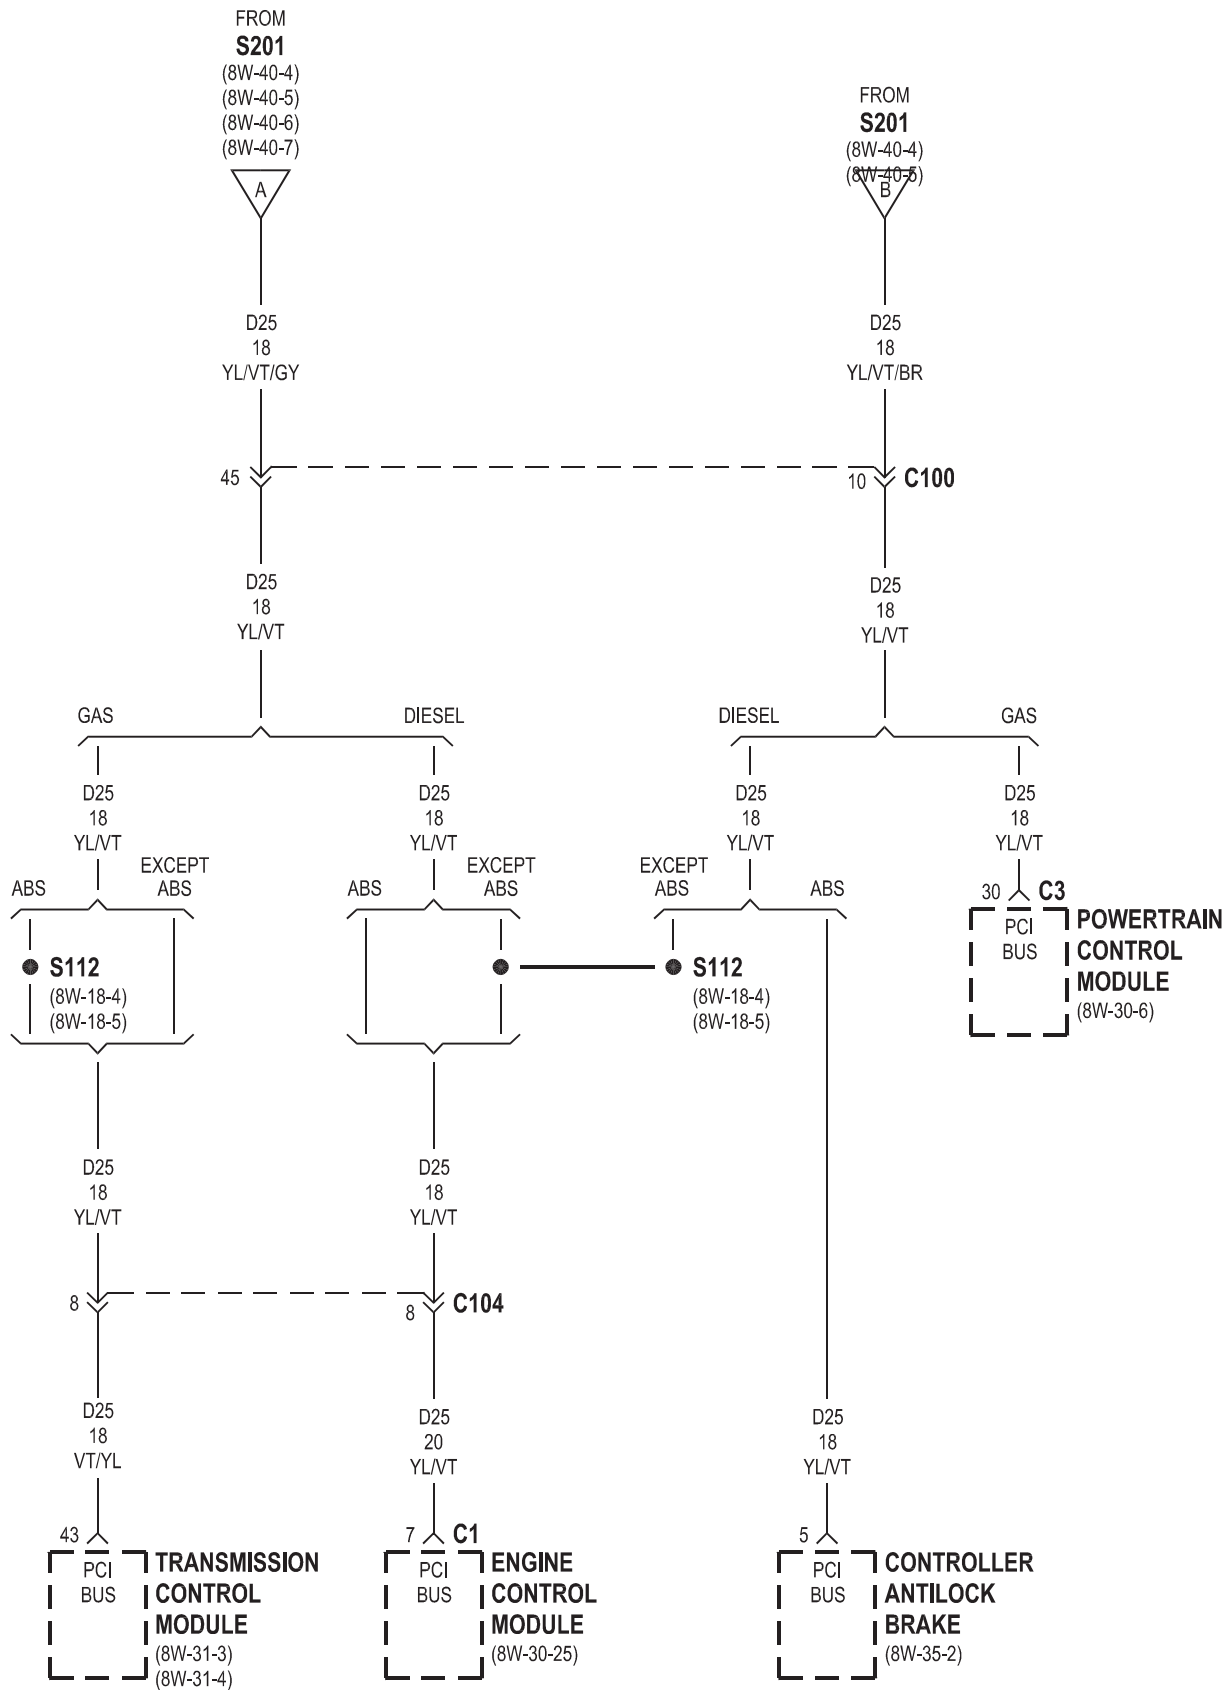 FROM
S201
(8W-40-4)
(8W-40-5)
(8W-40-6)
(8W-40-7)
A
FROM
S201
(8W-40-4)
(8W-40-5)
B
D25
18
YL/VT/GY
D25
18
YL/VT/BR
45
10
C100
D25
18
YL/VT
D25
18
YL/VT
GAS
DIESEL
DIESEL
GAS
D25
18
YL/VT
D25
18
YL/VT
D25
18
YL/VT
D25
18
YL/VT
ABS
EXCEPT
ABS
ABS
EXCEPT
ABS
EXCEPT
ABS
ABS
30
C3
PCI
BUS
POWERTRAIN
CONTROL
MODULE
(8W-30-6)
S112
(8W-18-4)
(8W-18-5)
S112
(8W-18-4)
(8W-18-5)
D25
18
YL/VT
D25
18
YL/VT
8
8
C104
D25
18
VT/YL
D25
20
YL/VT
D25
18
YL/VT
43
PCI
BUS
TRANSMISSION
CONTROL
MODULE
(8W-31-3)
(8W-31-4)
7
C1
PCI
BUS
ENGINE
CONTROL
MODULE
(8W-30-25)
5
PCI
BUS
CONTROLLER
ANTILOCK
BRAKE
(8W-35-2)